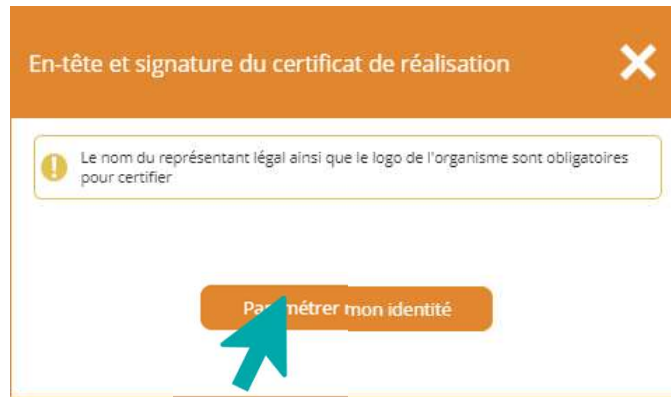 En-tête et signature du certificat de réalisation
Le nom du représentant légal ainsi que le logo de l'organisme sont obligatoires
pour certifier
Paramétrer mon identité